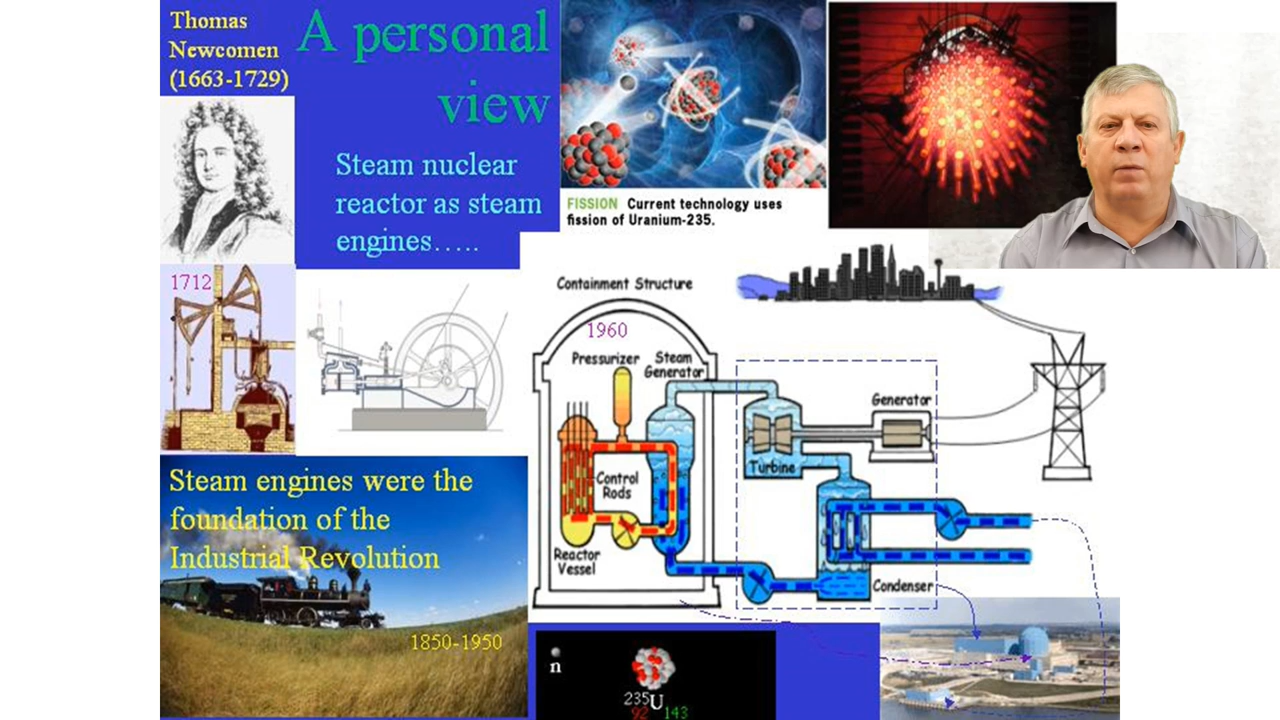 Thomas
Newcomen
(1663-1729)
A personal
view
Steam nuclear
reactor as steam
engines.....
FISSION Current technology uses
fission of Uranium-235.
1712
Containment Structure
1960
Pressurizer
Steam
Generator
Generator
Turbine
Control
Rods
Reactor
Vessel
Condenser
Steam engines were the
foundation of the
Industrial Revolution
1850-1950
n
235U
92 143